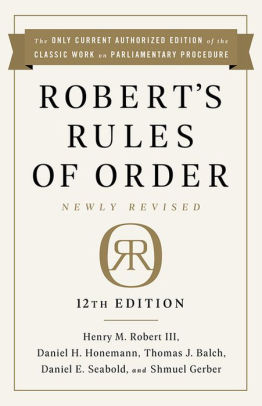 The ONLY CURRENT AUTHORIZED EDITION of the
CLASSIC WORK on PARLIAMENTARY PROCEDURE
ROBERT'S
RULES
OF ORDER
NEWLY REVISED
RR
12TH EDITION
Henry M. Robert III,
Daniel H. Honemann, Thomas J. Balch,
Daniel E. Seabold, and Shmuel Gerber